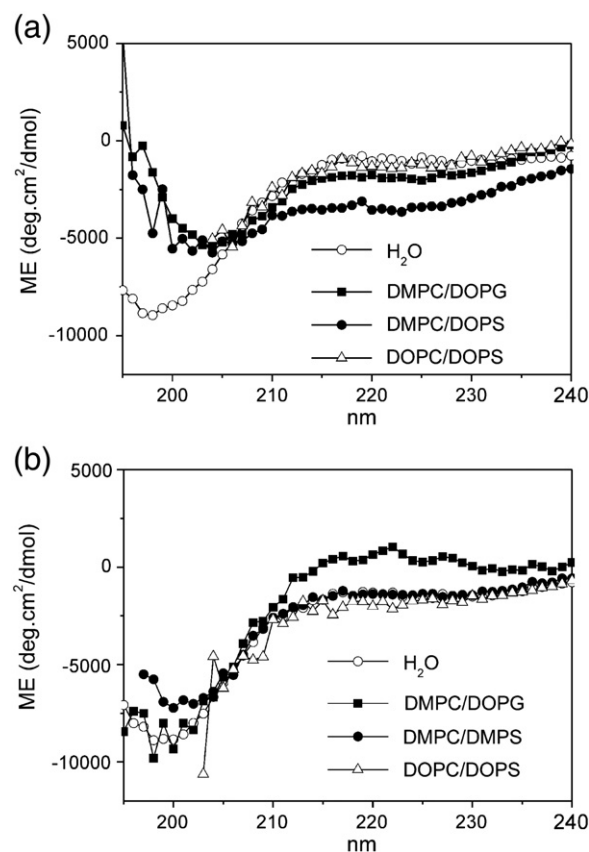 (a)
5000
0
-5000
-10000
ME (deg.cm²/dmol)
H₂O
DMPC/DOPG
DMPC/DOPS
DOPC/DOPS
200
210
220
230
240
nm
(b)
5000
0
-5000
-10000
ME (deg.cm²/dmol)
H₂O
DMPC/DOPG
DMPC/DMPS
DOPC/DOPS
200
210
220
230
240
nm